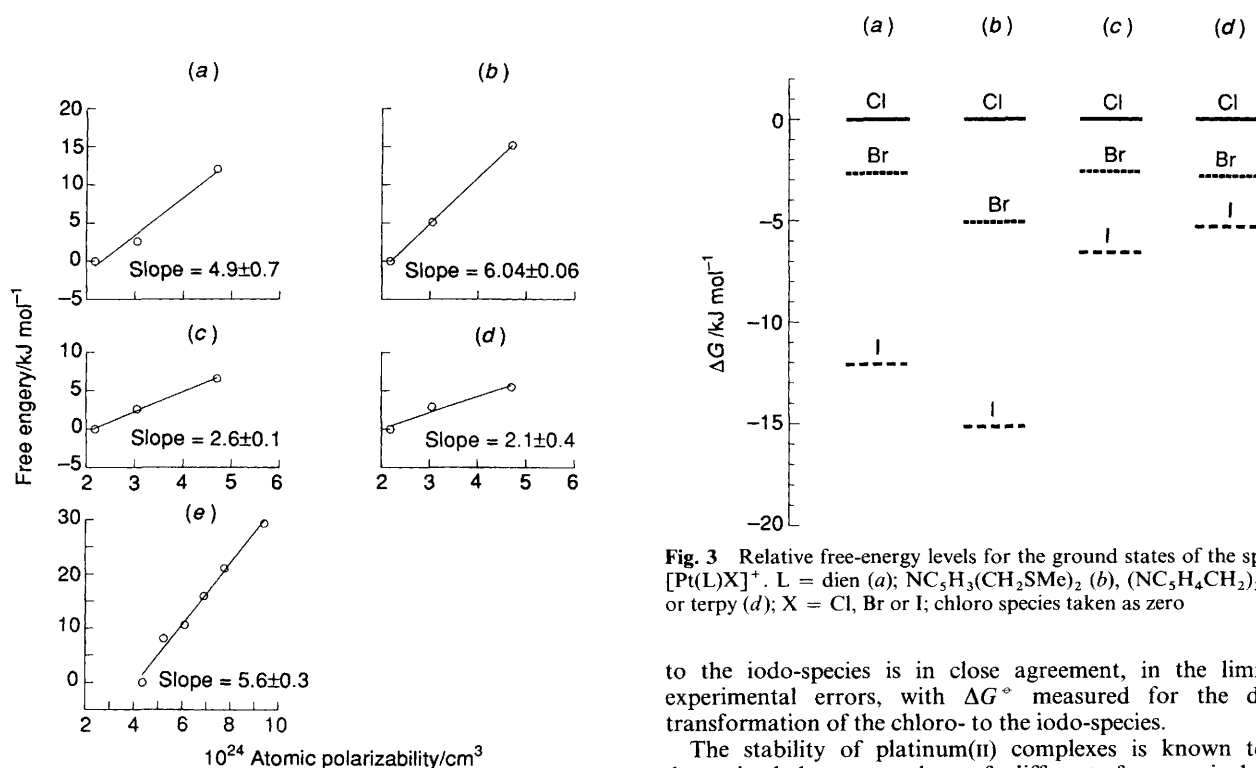 (a)
(b)
20
15
10
5
0
−5
Slope = 4.9±0.7
Slope = 6.04±0.06
(c)
(d)
10
5
0
−5
Slope = 2.6±0.1
Slope = 2.1±0.4
2 3 4 5 6
2 3 4 5 6
(e)
30
20
10
0
Slope = 5.6±0.3
2 4 6 8 10
Free engery/kJ mol⁻¹
10²⁴ Atomic polarizability/cm³
(a) (b) (c) (d)
Cl Cl Cl Cl
Br Br Br Br
I I I I
0
−5
−10
−15
−20
ΔG/kJ mol⁻¹
Fig. 3 Relative free-energy levels for the ground states of the sp
[Pt(L)X]⁺. L = dien (a); NC₅H₃(CH₂SMe)₂ (b), (NC₅H₄CH₂)
or terpy (d); X = Cl, Br or I; chloro species taken as zero
to the iodo-species is in close agreement, in the lim
experimental errors, with ΔG measured for the d
transformation of the chloro- to the iodo-species.
The stability of platinum(II) complexes is known t